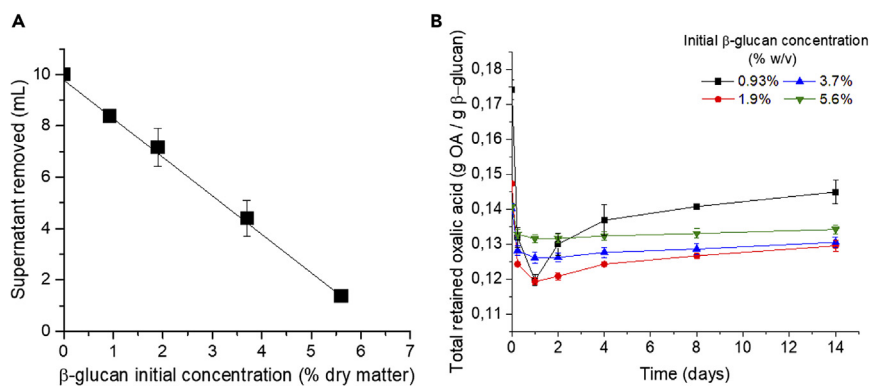 A
Supernatant removed (mL)
12
10
8
6
4
2
0
0 1 2 3 4 5 6 7
β-glucan initial concentration (% dry matter)
B
Initial β-glucan concentration
(% w/v)
0.93% 3.7%
1.9% 5.6%
Total retained oxalic acid (g OA / g β−glucan)
0,18
0,17
0,16
0,15
0,14
0,13
0,12
0,11
0 2 4 6 8 10 12 14
Time (days)